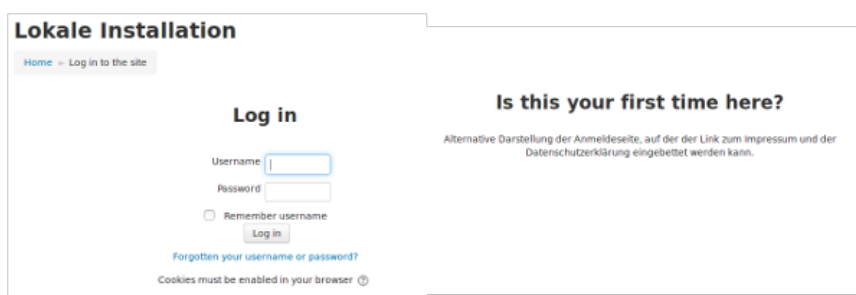 Lokale Installation
Home – Log in to the site
Log in
Username
Password
Remember username
Log in
Forgotten your username or password?
Cookies must be enabled in your browser
Is this your first time here?
Alternative Darstellung der Anmeldeseite, auf der der Link zum Impressum und der
Datenschutzerklärung eingebettet werden kann.